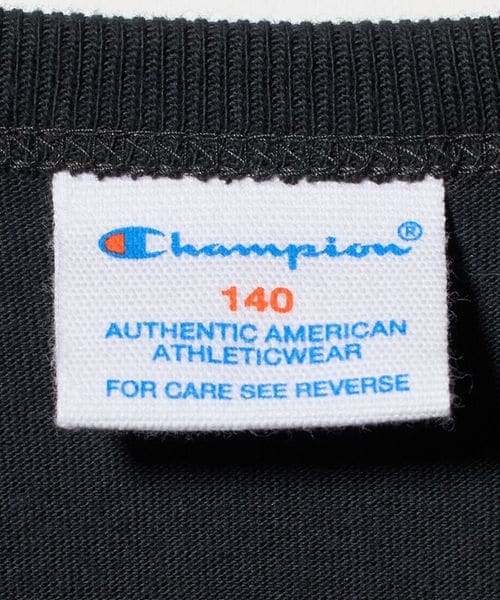 Champion®
140
AUTHENTIC AMERICAN
ATHLETICWEAR
FOR CARE SEE REVERSE